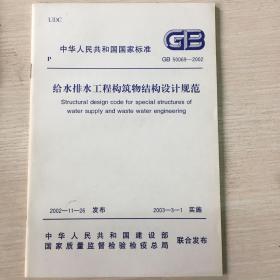 UDC
中华人民共和国国家标准
GB
P
GB 50069—2002
给水排水工程构筑物结构设计规范
Structural design code for special structures of
water supply and waste water engineering
2002—11—26 发布
2003—3—1 实施
中华人民共和国建设部
国家质量监督检验检疫总局
联合发布